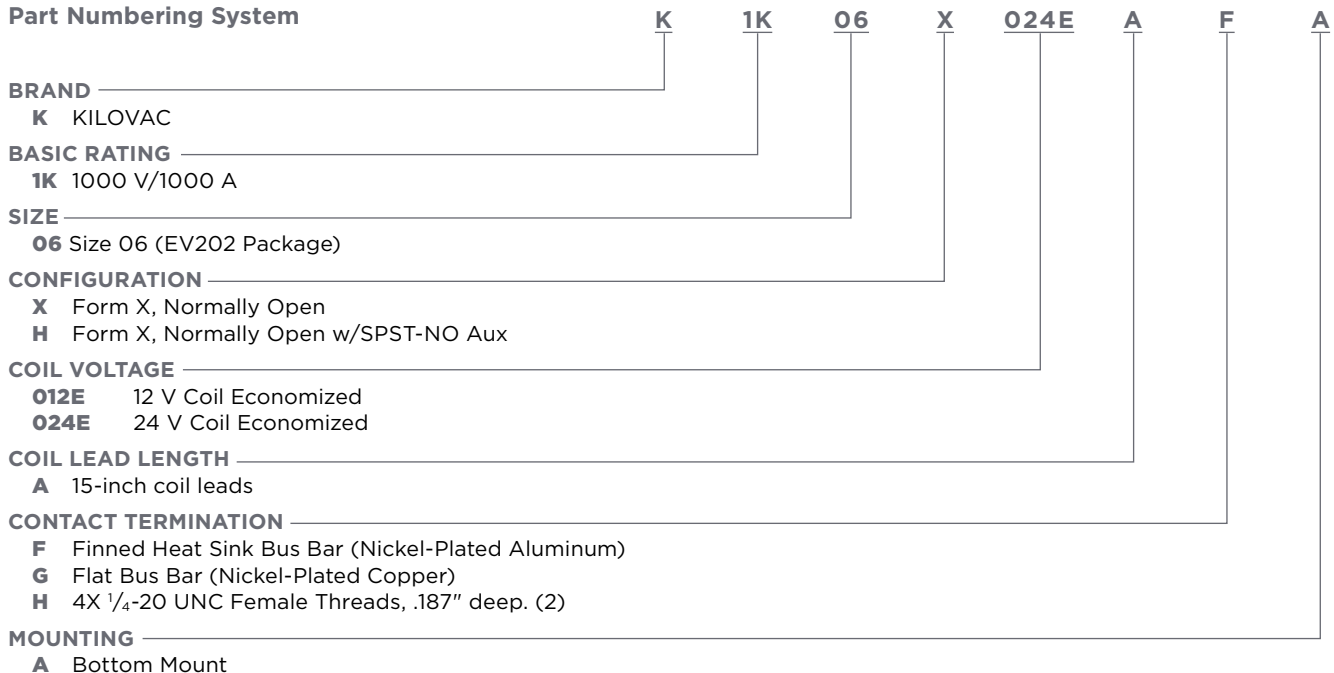 Part Numbering System K 1K 06 X 024E A F A
BRAND
K KILOVAC
BASIC RATING
1K 1000 V/1000 A
SIZE
06 Size 06 (EV202 Package)
CONFIGURATION
X Form X, Normally Open
H Form X, Normally Open w/SPST-NO Aux
COIL VOLTAGE
012E 12 V Coil Economized
024E 24 V Coil Economized
COIL LEAD LENGTH
A 15-inch coil leads
CONTACT TERMINATION
F Finned Heat Sink Bus Bar (Nickel-Plated Aluminum)
G Flat Bus Bar (Nickel-Plated Copper)
H 4X 1/4-20 UNC Female Threads, .187" deep. (2)
MOUNTING
A Bottom Mount